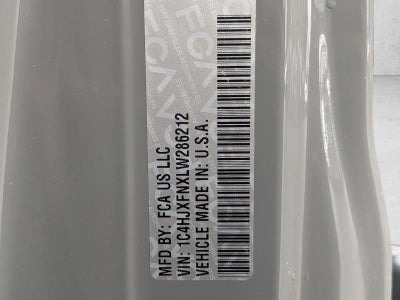 MFD BY: FCA US LLC
VIN: 1C4HJXFNXLW286212
VEHICLE MADE IN: U.S.A.